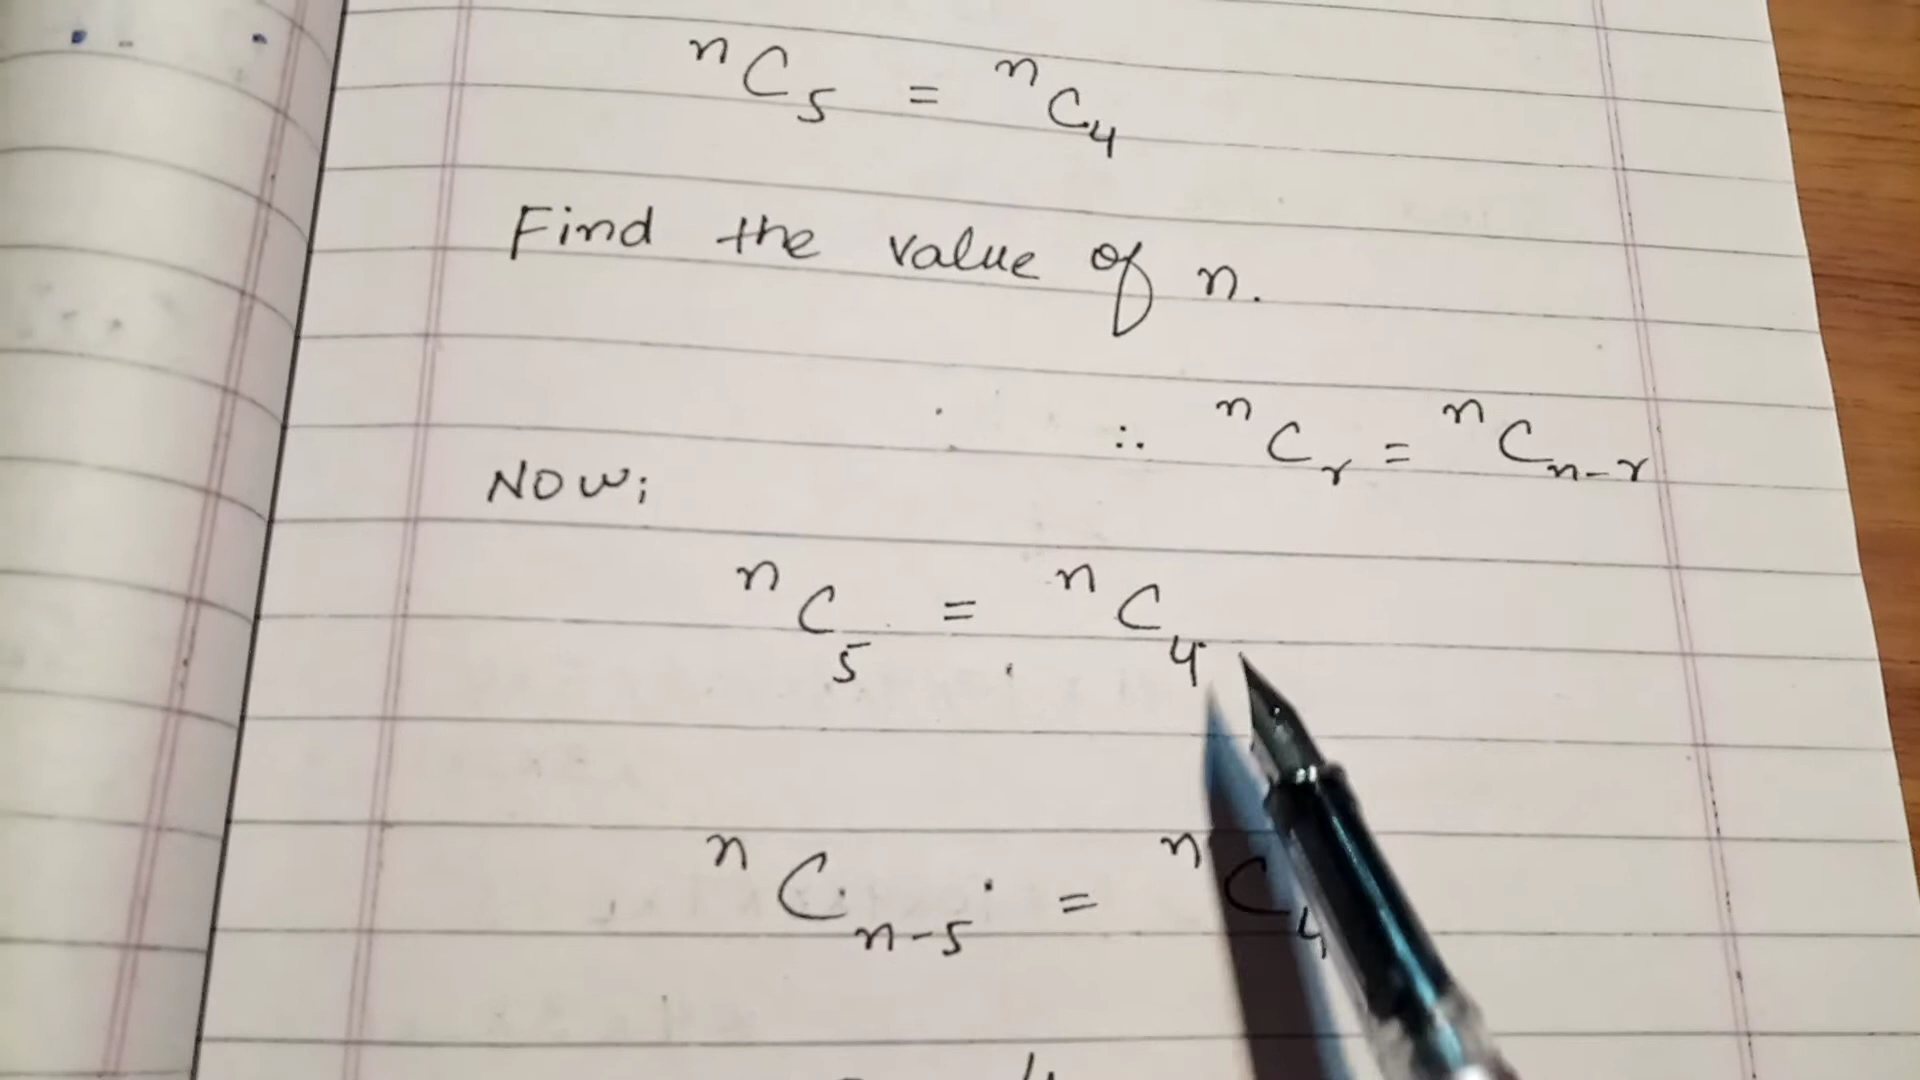 ⁿC₅ = ⁿC₄
Find the value of n.
∴ ⁿCᵣ = ⁿCₙ₋ᵣ
NOW;
ⁿC₅ = ⁿC₄
ⁿCₙ₋₅ = ⁿC₄